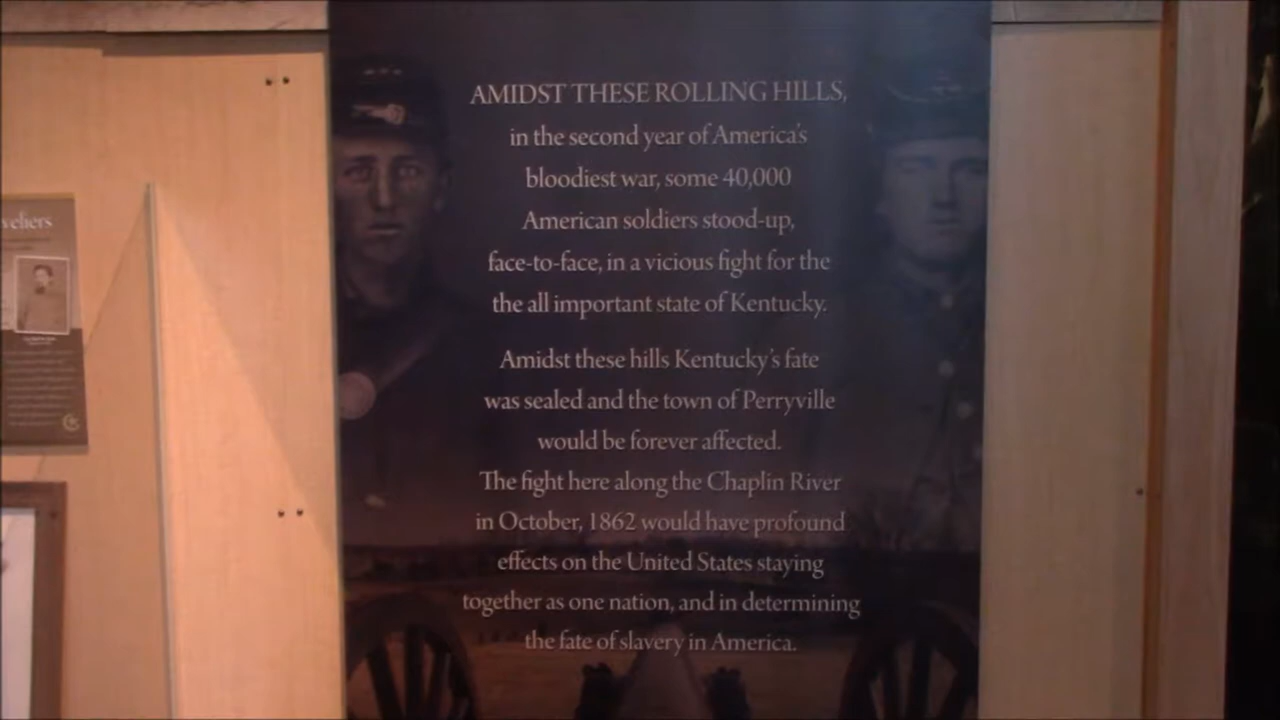 AMIDST THESE ROLLING HILLS,
in the second year of America's
bloodiest war, some 40,000
American soldiers stood-up,
face-to-face, in a vicious fight for the
the all important state of Kentucky.
Amidst these hills Kentucky's fate
was sealed and the town of Perryville
would be forever affected.
The fight here along the Chaplin River
in October, 1862 would have profound
effects on the United States staying
together as one nation, and in determining
the fate of slavery in America.